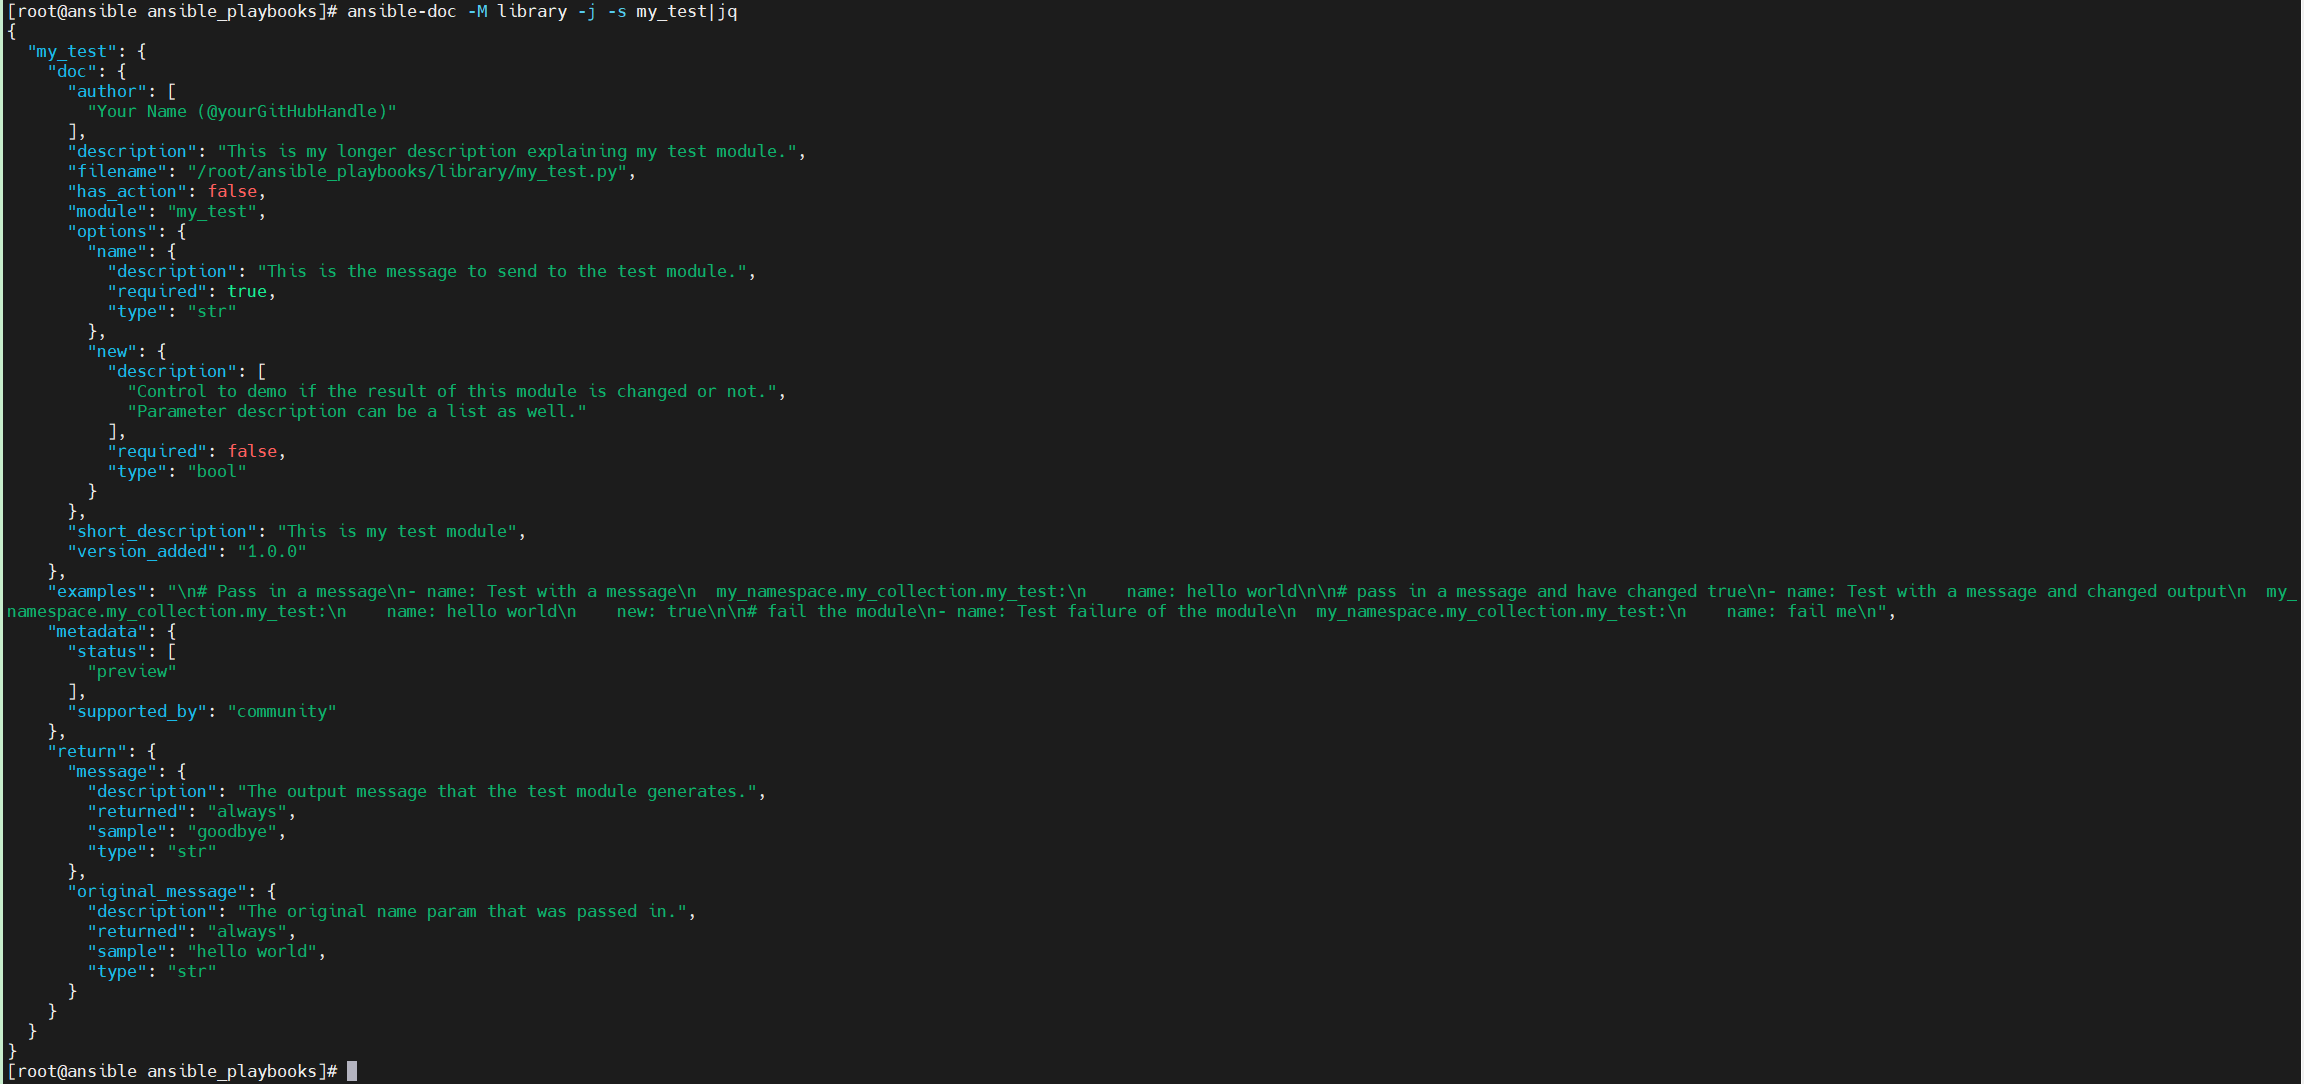 [root@ansible ansible_playbooks]# ansible-doc -M library -j -s my_test|jq
{
  "my_test": {
    "doc": {
      "author": [
        "Your Name (@yourGitHubHandle)"
      ],
      "description": "This is my longer description explaining my test module.",
      "filename": "/root/ansible_playbooks/library/my_test.py",
      "has_action": false,
      "module": "my_test",
      "options": {
        "name": {
          "description": "This is the message to send to the test module.",
          "required": true,
          "type": "str"
        },
        "new": {
          "description": [
            "Control to demo if the result of this module is changed or not.",
            "Parameter description can be a list as well."
          ],
          "required": false,
          "type": "bool"
        }
      },
      "short_description": "This is my test module",
      "version_added": "1.0.0"
    },
    "examples": "\n# Pass in a message\n- name: Test with a message\n  my_namespace.my_collection.my_test:\n    name: hello world\n\n# pass in a message and have changed true\n- name: Test with a message and changed output\n  my_
namespace.my_collection.my_test:\n    name: hello world\n    new: true\n\n# fail the module\n- name: Test failure of the module\n  my_namespace.my_collection.my_test:\n    name: fail me\n",
    "metadata": {
      "status": [
        "preview"
      ],
      "supported_by": "community"
    },
    "return": {
      "message": {
        "description": "The output message that the test module generates.",
        "returned": "always",
        "sample": "goodbye",
        "type": "str"
      },
      "original_message": {
        "description": "The original name param that was passed in.",
        "returned": "always",
        "sample": "hello world",
        "type": "str"
      }
    }
  }
}
[root@ansible ansible_playbooks]#